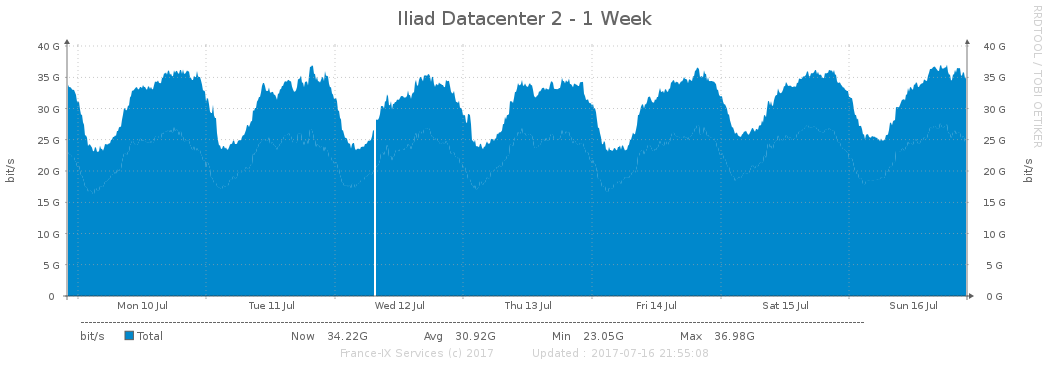 Iliad Datacenter 2 - 1 Week
RRDTOOL / TOBI OETIKER
40 G 40 G
35 G 35 G
30 G 30 G
25 G 25 G
20 G 20 G
15 G 15 G
10 G 10 G
5 G 5 G
0 0 G
bit/s bit/s
Mon 10 Jul Tue 11 Jul Wed 12 Jul Thu 13 Jul Fri 14 Jul Sat 15 Jul Sun 16 Jul
bit/s Total Now 34.22G Avg 30.92G Min 23.05G Max 36.98G
France-IX Services (c) 2017 Updated : 2017-07-16 21:55:08